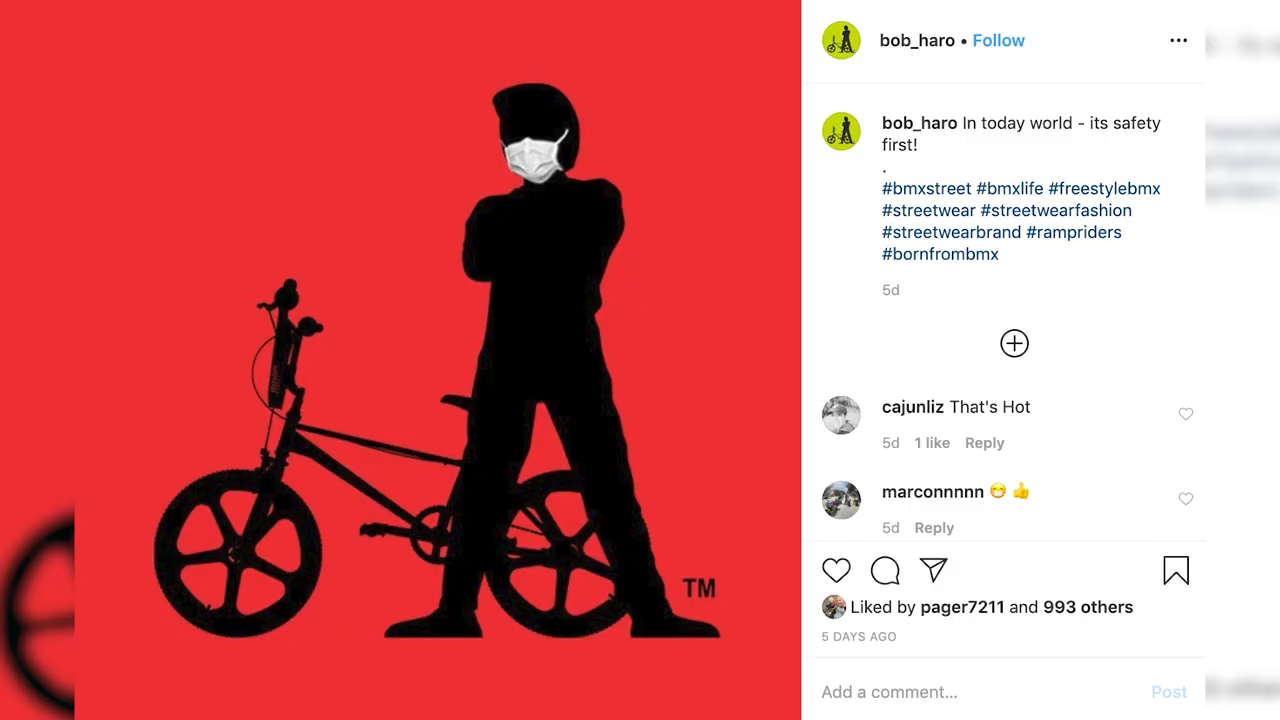 bob_haro • Follow
bob_haro In today world - its safety
first!
.
#bmxstreet #bmxlife #freestylebmx
#streetwear #streetwearfashion
#streetwearbrand #rampriders
#bornfrombmx
5d
cajunliz That's Hot
5d 1 like Reply
marconnnnn 😷 👍
5d Reply
TM
Liked by pager7211 and 993 others
5 DAYS AGO
Add a comment... Post